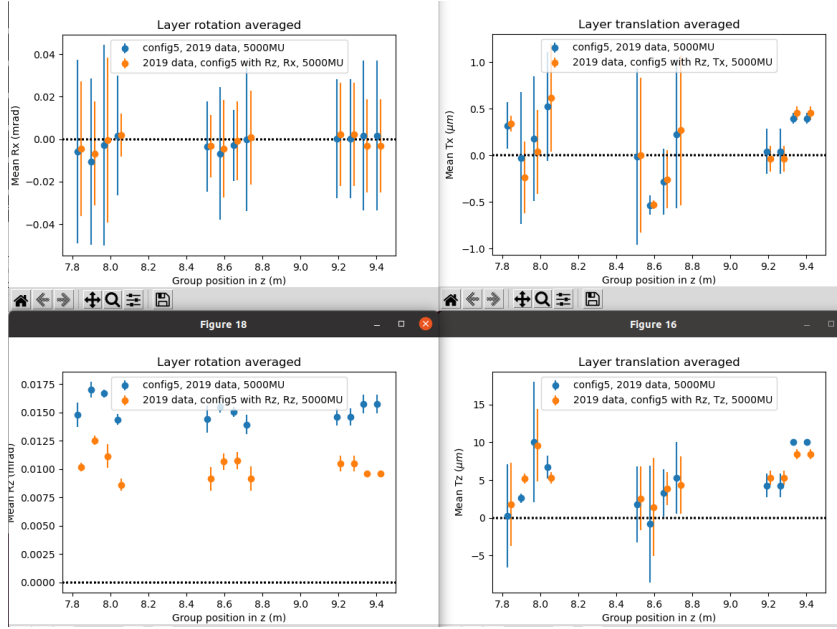 Layer rotation averaged
config5, 2019 data, 5000MU
2019 data, config5 with Rz, Rx, 5000MU
0.04
0.02
0.00
−0.02
−0.04
Mean Rx (mrad)
7.8 8.0 8.2 8.4 8.6 8.8 9.0 9.2 9.4
Group position in z (m)
Layer translation averaged
config5, 2019 data, 5000MU
2019 data, config5 with Rz, Tx, 5000MU
1.0
0.5
0.0
−0.5
−1.0
Mean Tx (μm)
7.8 8.0 8.2 8.4 8.6 8.8 9.0 9.2 9.4
Group position in z (m)
Figure 18
Layer rotation averaged
config5, 2019 data, 5000MU
2019 data, config5 with Rz, Rz, 5000MU
0.0175
0.0150
0.0125
0.0100
0.0075
0.0050
0.0025
0.0000
Mean Rz (mrad)
7.8 8.0 8.2 8.4 8.6 8.8 9.0 9.2 9.4
Group position in z (m)
Figure 16
Layer translation averaged
config5, 2019 data, 5000MU
2019 data, config5 with Rz, Tz, 5000MU
15
10
5
0
−5
Mean Tz (μm)
7.8 8.0 8.2 8.4 8.6 8.8 9.0 9.2 9.4
Group position in z (m)